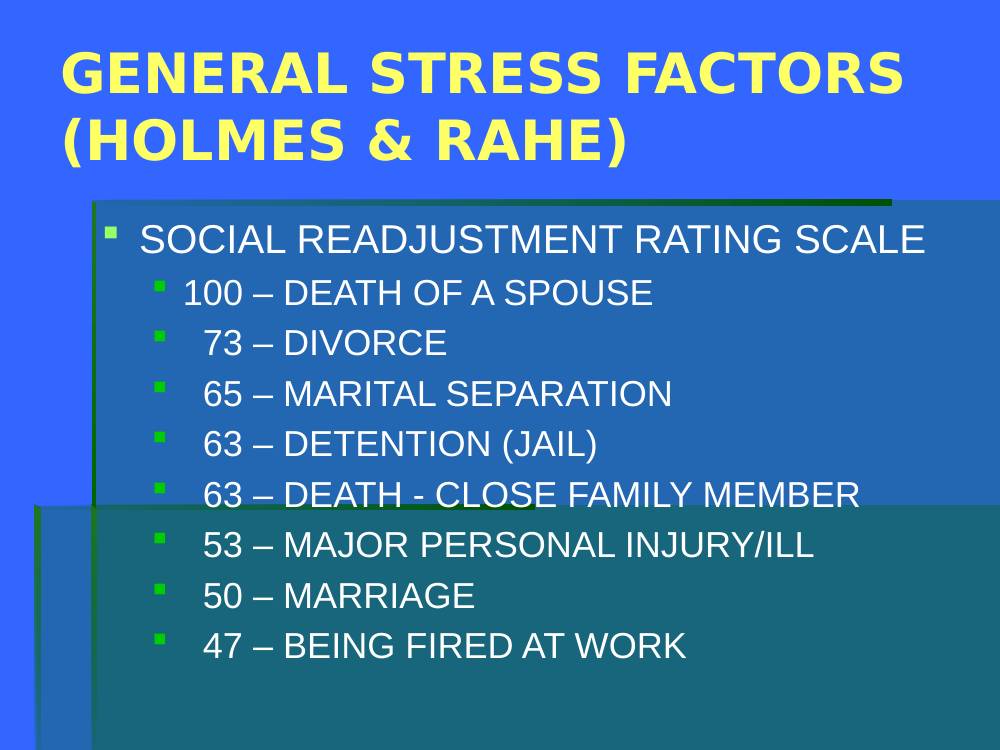 GENERAL STRESS FACTORS
(HOLMES & RAHE)
SOCIAL READJUSTMENT RATING SCALE
100 – DEATH OF A SPOUSE
73 – DIVORCE
65 – MARITAL SEPARATION
63 – DETENTION (JAIL)
63 – DEATH - CLOSE FAMILY MEMBER
53 – MAJOR PERSONAL INJURY/ILL
50 – MARRIAGE
47 – BEING FIRED AT WORK